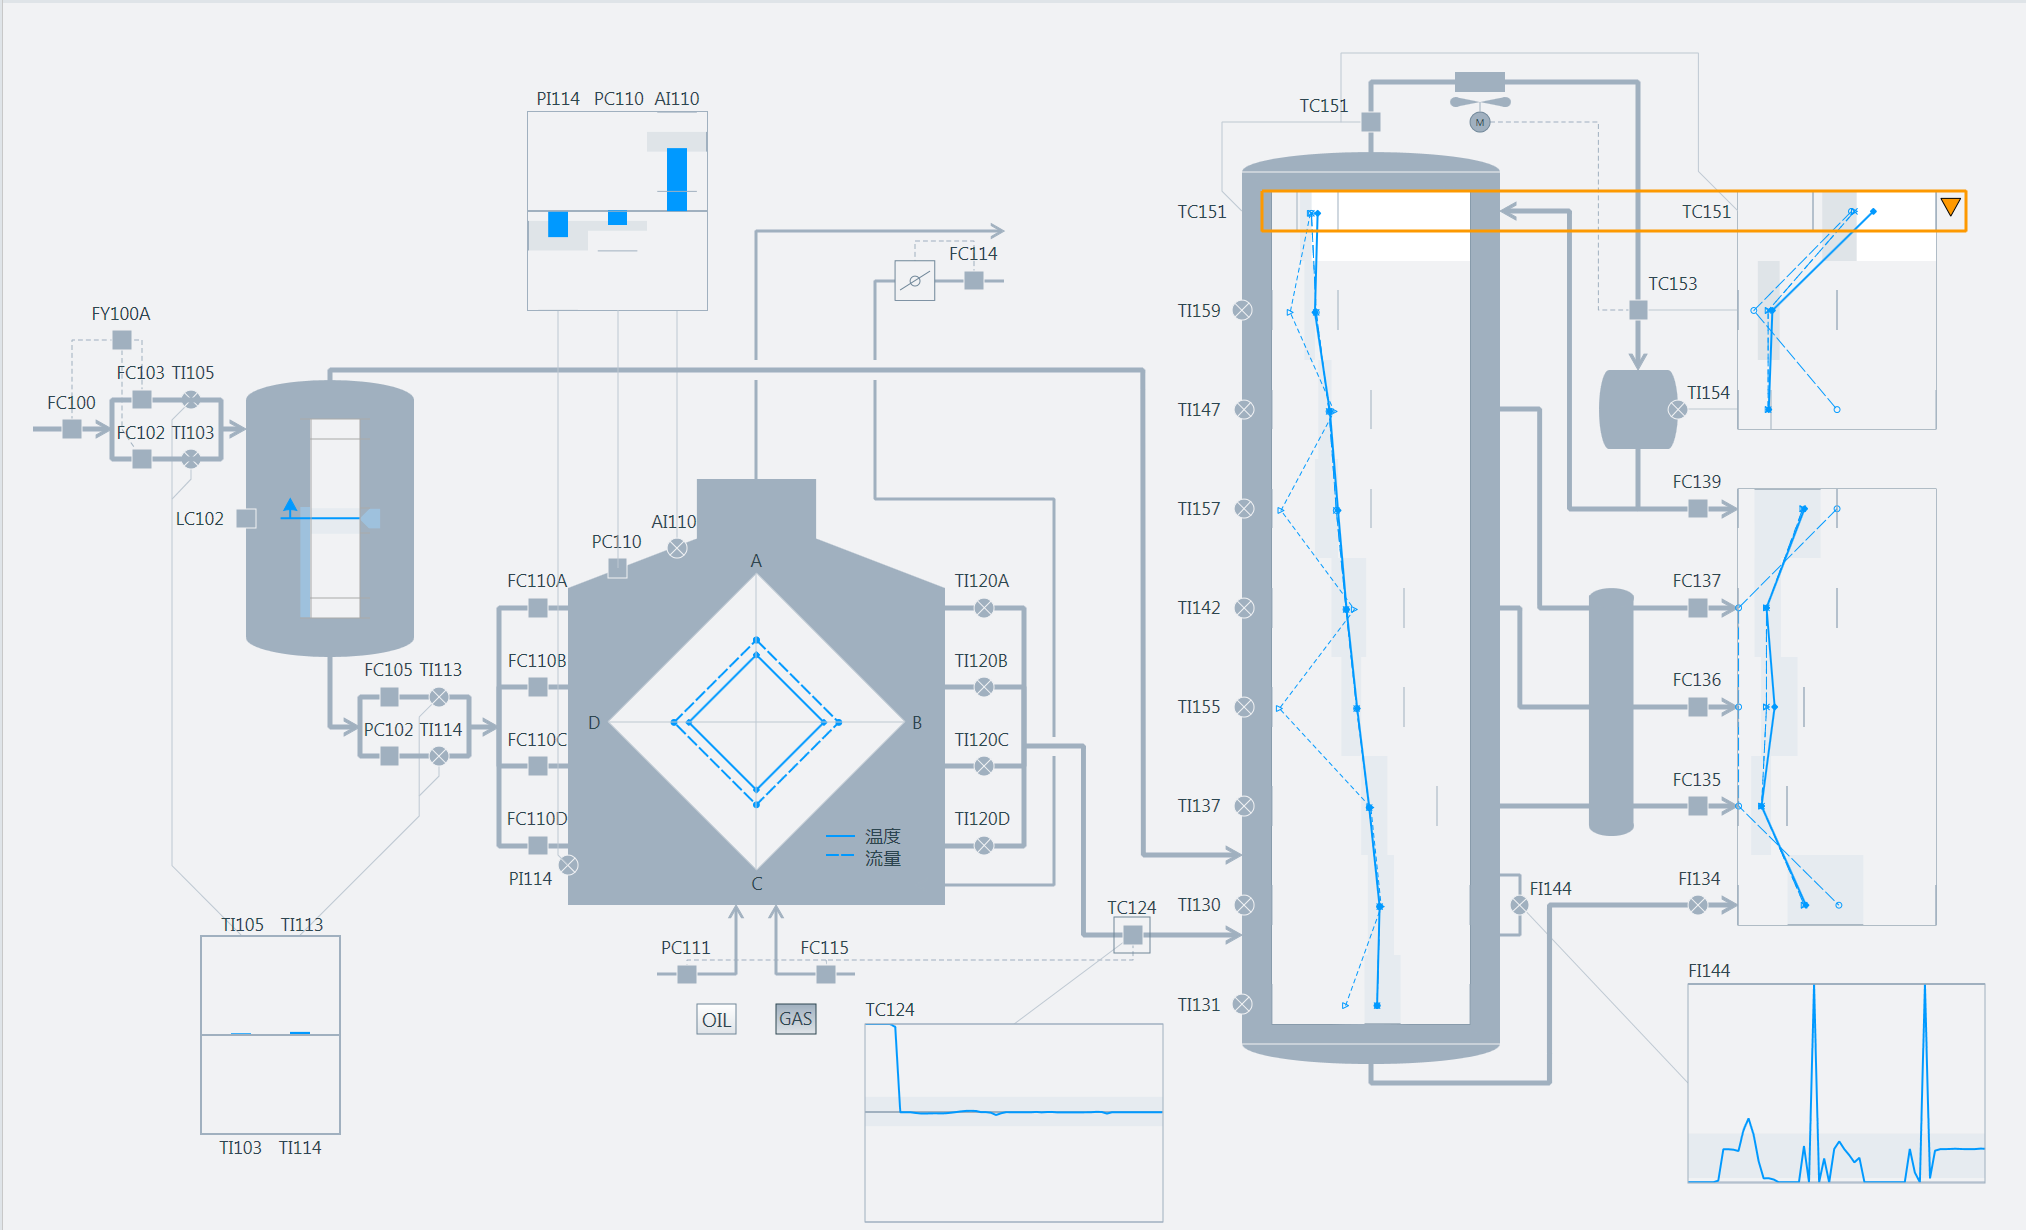 PI114 PC110 AI110
TC151
M
TC151
TC151
FC114
TC153
FY100A
TI159
FC103 TI105
FC100
TI154
TI147
FC102 TI103
FC139
TI157
LC102
AI110
PC110
A
FC110A
TI120A
FC137
TI142
FC110B
TI120B
FC105 TI113
FC136
TI155
D
B
PC102 TI114
FC110C
TI120C
FC135
TI137
FC110D
温度
TI120D
流量
PI114
C
FI144
FI134
TI130
TC124
TI105 TI113
PC111
FC115
FI144
TI131
TC124
OIL
GAS
TI103 TI114